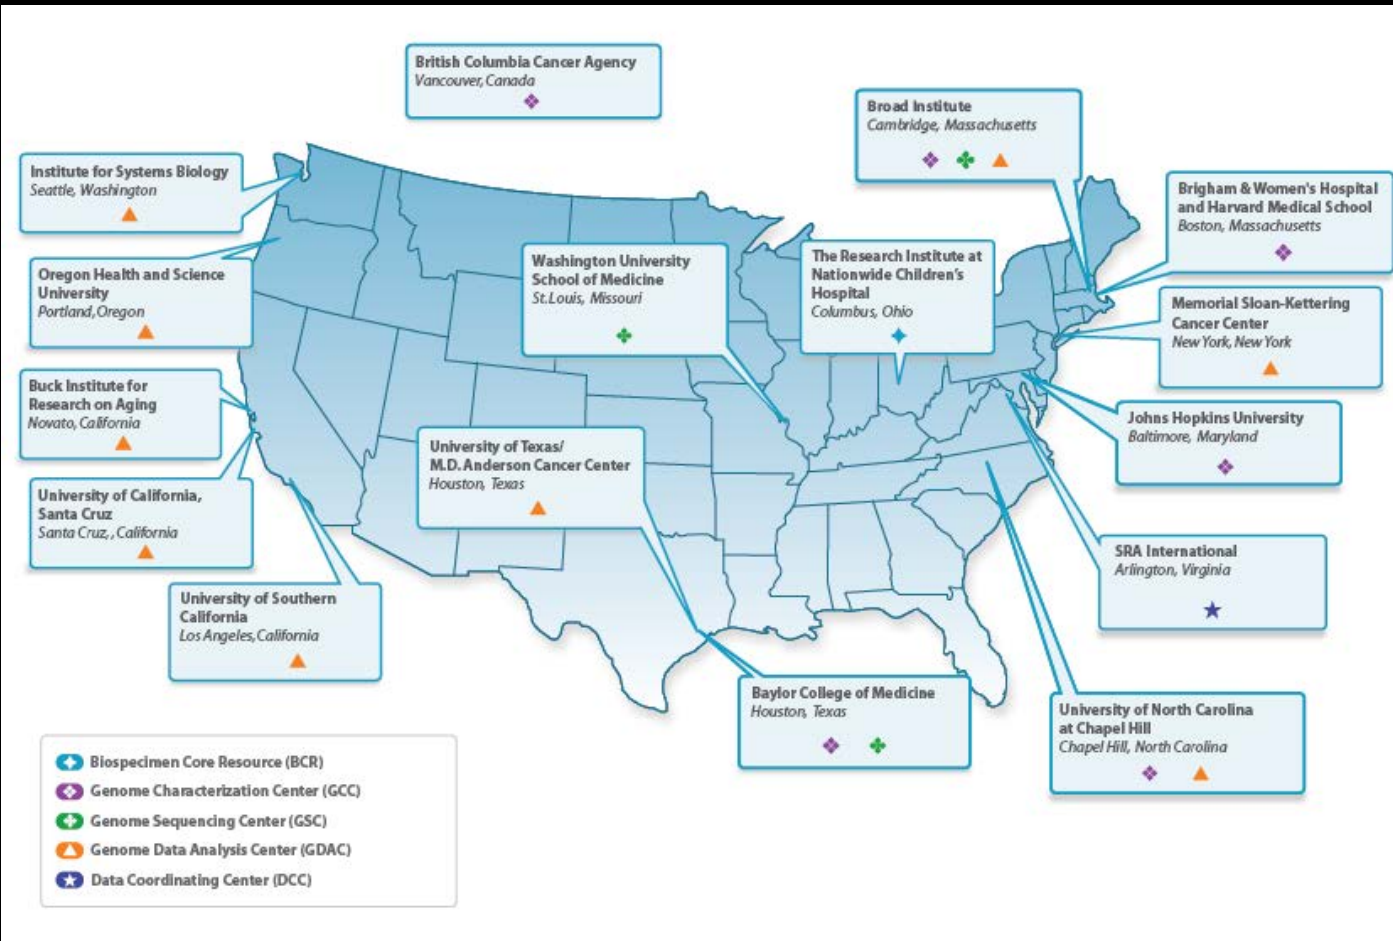 British Columbia Cancer Agency
Vancouver, Canada
Broad Institute
Cambridge, Massachusetts
Institute for Systems Biology
Seattle, Washington
Brigham & Women's Hospital
and Harvard Medical School
Boston, Massachusetts
Washington University
School of Medicine
St.Louis, Missouri
The Research Institute at
Nationwide Children's
Hospital
Columbus, Ohio
Oregon Health and Science
University
Portland, Oregon
Memorial Sloan-Kettering
Cancer Center
New York, New York
Buck Institute for
Research on Aging
Novato, California
Johns Hopkins University
Baltimore, Maryland
University of Texas/
M.D. Anderson Cancer Center
Houston, Texas
University of California,
Santa Cruz
Santa Cruz, , California
SRA International
Arlington, Virginia
University of Southern
California
Los Angeles, California
Baylor College of Medicine
Houston, Texas
University of North Carolina
at Chapel Hill
Chapel Hill, North Carolina
Biospecimen Core Resource (BCR)
Genome Characterization Center (GCC)
Genome Sequencing Center (GSC)
Genome Data Analysis Center (GDAC)
Data Coordinating Center (DCC)